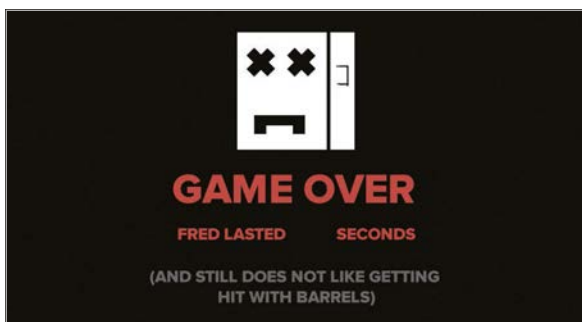 GAME OVER
FRED LASTED SECONDS
(AND STILL DOES NOT LIKE GETTING
HIT WITH BARRELS)